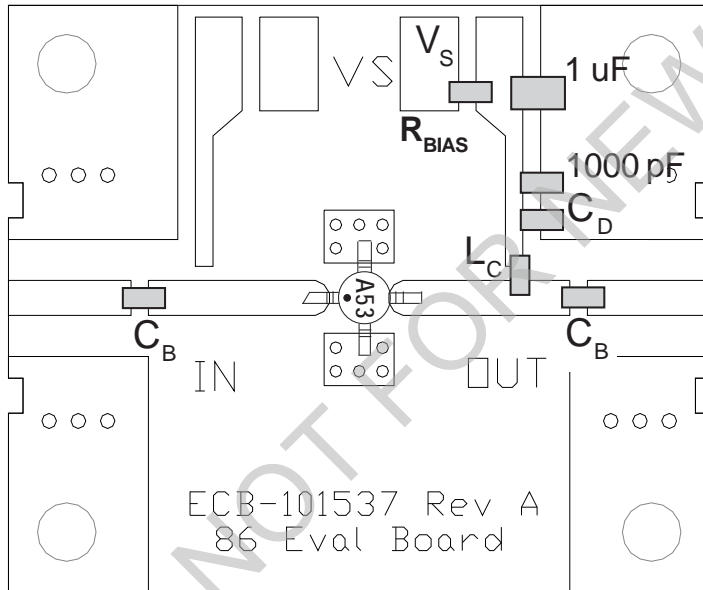 V_S
VS
1 uF
R_BIAS
1000 pF
C_D
L_C
A53
C_B
C_B
IN
OUT
ECB-101537 Rev A
86 Eval Board
NOT FOR NEW